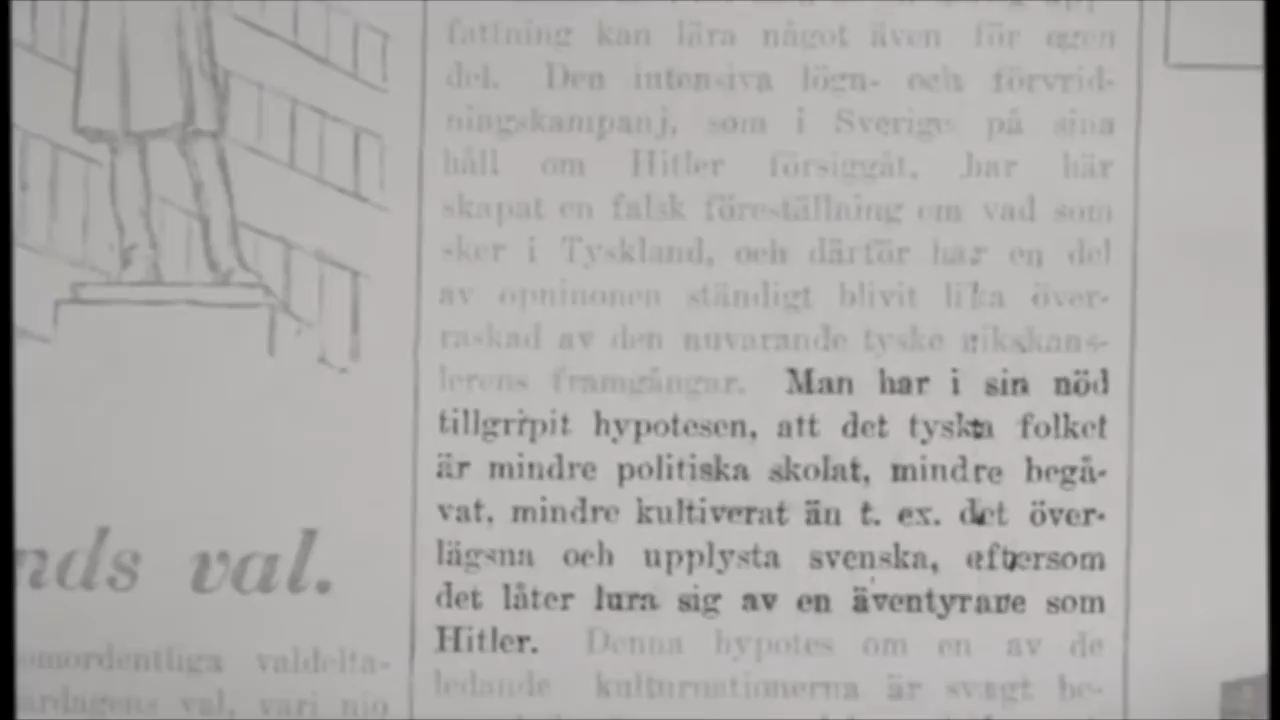 fattning kan lära något även för egen
del. Den intensiva lögn- och förvrid-
ningskampanj, som i Sverige på sina
håll om Hitler försiggåt, har här
skapat en falsk föreställning om vad som
sker i Tyskland, och därför har en del
av opninonen ständigt blivit lika över-
raskad av den nuvarande tyske rikskans-
lerens framgångar. Man har i sin nöd
tillgripit hypotesen, att det tyska folket
är mindre politiska skolat, mindre begå-
vat, mindre kultiverat än t. ex. det över-
lägsna och upplysta svenska, eftersom
det låter lura sig av en äventyrare som
Hitler. Denna hypotes om en av de
ledande kulturnationerna är svagt be-
nds val.
omordentliga valdelta-
ardagens val, vari nio